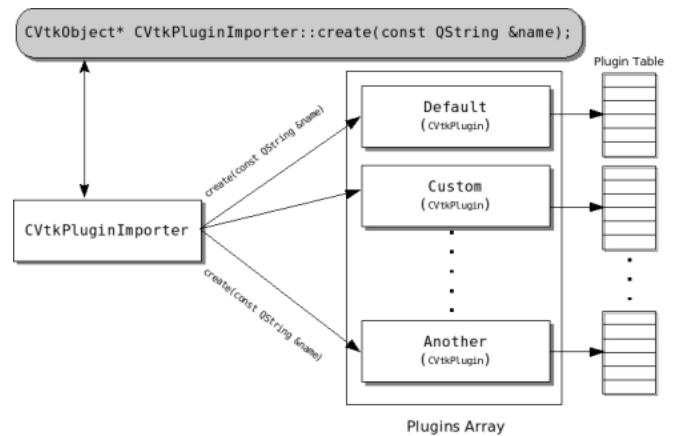 CVtkObject* CVtkPluginImporter::create(const QString &name);
Plugin Table
Default
(CVtkPlugin)
create(const QString &name)
Custom
(CVtkPlugin)
CVtkPluginImporter
create(const QString &name)
Another
(CVtkPlugin)
Plugins Array